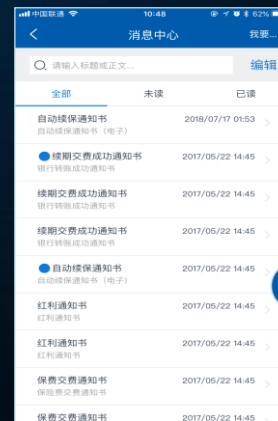 中国联通 10:48 62%
消息中心 我要...
请输入标题或正文... 编辑
全部 未读 已读
自动续保通知书 2018/07/17 01:53
自动续保通知书（电子）
续期交费成功通知书 2017/05/22 14:45
银行转账成功通知书
续期交费成功通知书 2017/05/22 14:45
银行转账成功通知书
续期交费成功通知书 2017/05/22 14:45
银行转账成功通知书
自动续保通知书 2017/05/22 14:45
自动续保通知书（电子）
红利通知书 2017/05/22 14:45
红利通知书
红利通知书 2017/05/22 14:45
红利通知书
保费交费通知书 2017/05/22 14:45
保险费交费通知书
保费交费通知书 2017/05/22 14:45